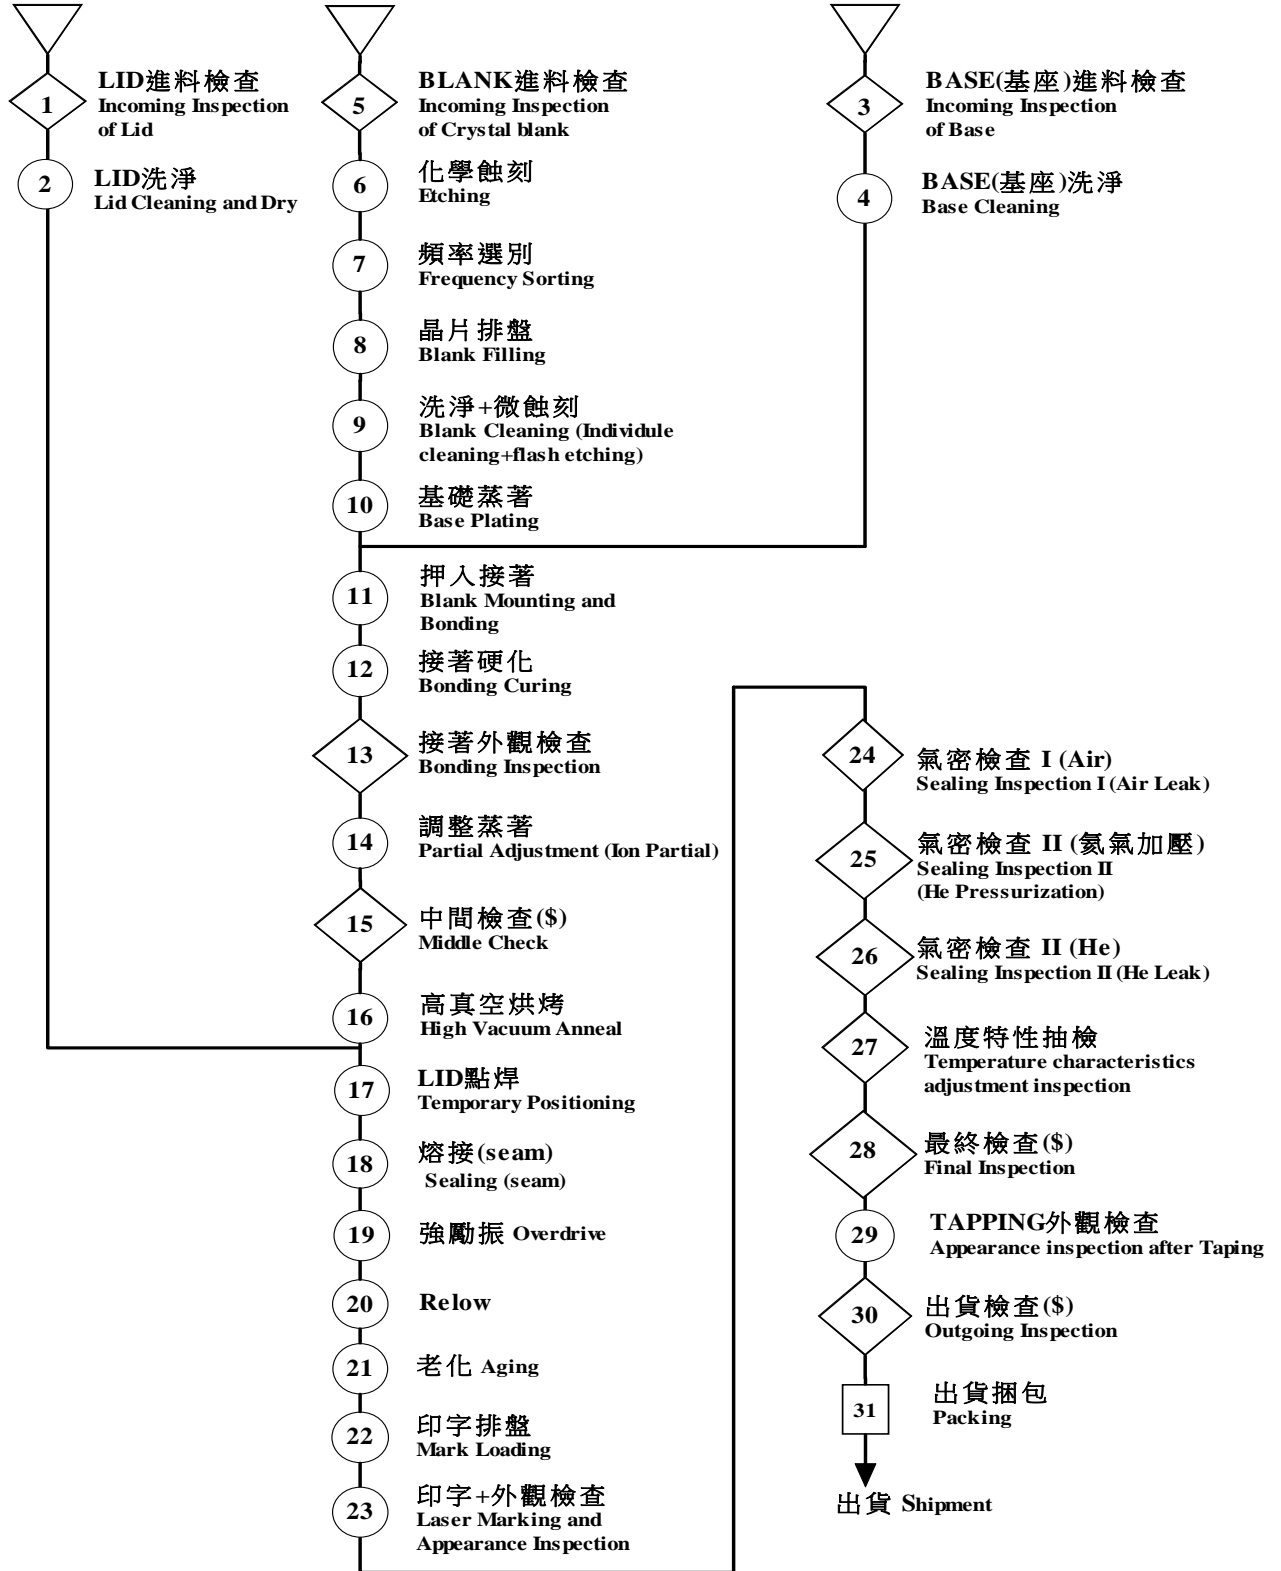 1
LID進料檢查
Incoming Inspection
of Lid
2
LID洗淨
Lid Cleaning and Dry
5
BLANK進料檢查
Incoming Inspection
of Crystal blank
6
化學蝕刻
Etching
7
頻率選別
Frequency Sorting
8
晶片排盤
Blank Filling
9
洗淨+微蝕刻
Blank Cleaning (Individule
cleaning+flash etching)
10
基礎蒸著
Base Plating
3
BASE(基座)進料檢查
Incoming Inspection
of Base
4
BASE(基座)洗淨
Base Cleaning
11
押入接著
Blank Mounting and
Bonding
12
接著硬化
Bonding Curing
13
接著外觀檢查
Bonding Inspection
14
調整蒸著
Partial Adjustment (Ion Partial)
15
中間檢查($)
Middle Check
16
高真空烘烤
High Vacuum Anneal
17
LID點焊
Temporary Positioning
18
熔接(seam)
Sealing (seam)
19
強勵振 Overdrive
20
Relow
21
老化 Aging
22
印字排盤
Mark Loading
23
印字+外觀檢查
Laser Marking and
Appearance Inspection
24
氣密檢查 I (Air)
Sealing Inspection I (Air Leak)
25
氣密檢查 II (氦氣加壓)
Sealing Inspection II
(He Pressurization)
26
氣密檢查 II (He)
Sealing Inspection II (He Leak)
27
溫度特性抽檢
Temperature characteristics
adjustment inspection
28
最終檢查($)
Final Inspection
29
TAPPING外觀檢查
Appearance inspection after Taping
30
出貨檢查($)
Outgoing Inspection
31
出貨捆包
Packing
出貨 Shipment